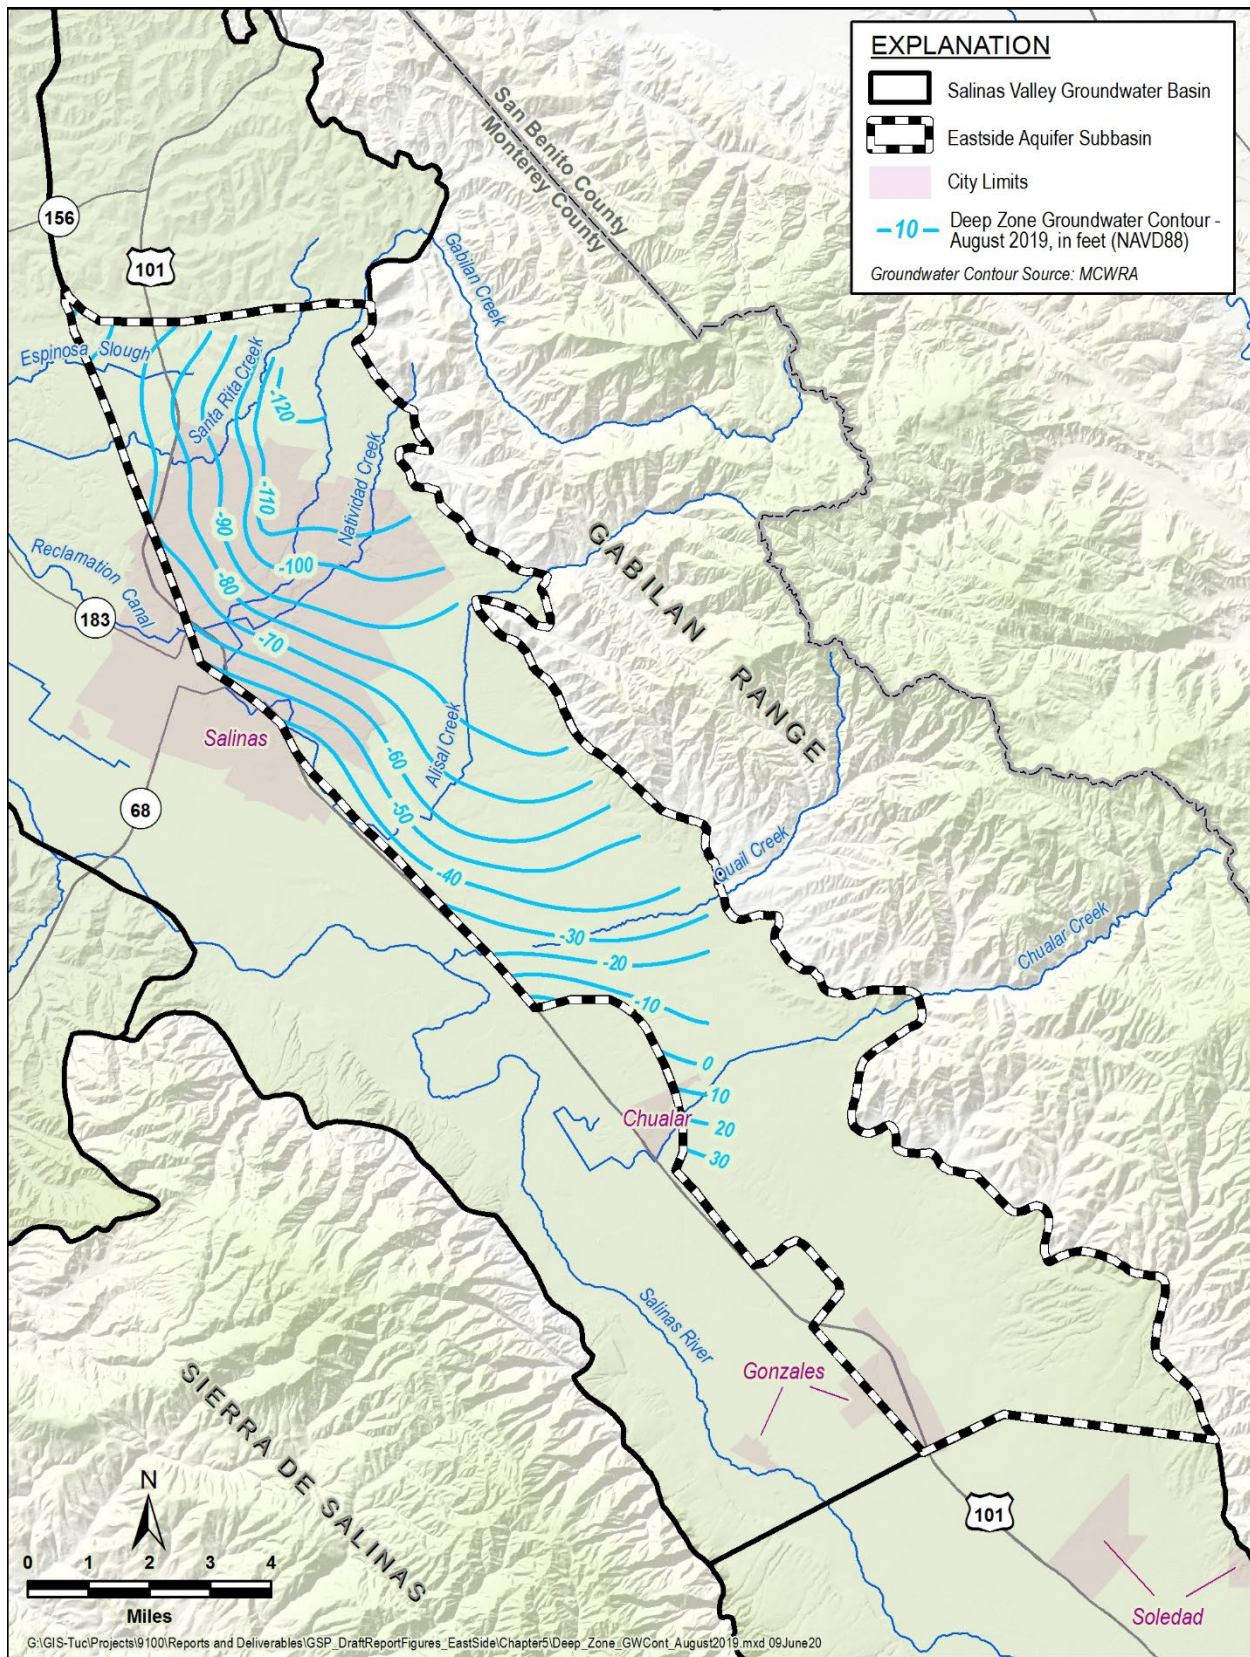 EXPLANATION
Salinas Valley Groundwater Basin
Eastside Aquifer Subbasin
City Limits
-10 Deep Zone Groundwater Contour -
August 2019, in feet (NAVD88)
Groundwater Contour Source: MCWRA
San Benito County
Monterey County
156
101
Gabilan Creek
Espinosa Slough
Santa Rita Creek
-120
Natividad Creek
-110
-90
-100
GABILAN RANGE
Reclamation Canal
183
-80
-70
Salinas
Alisal Creek
-60
68
-50
-40
Quail Creek
Chualar Creek
-30
-20
-10
0
10
Chualar
20
30
Salinas River
Gonzales
SIERRA DE SALINAS
N
101
0 1 2 3 4
Miles
Soledad
G:\GIS-Tuc\Projects\9100\Reports and Deliverables\GSP_DraftReportFigures_EastSide\Chapter5\Deep_Zone_GWCont_August2019.mxd 09June20